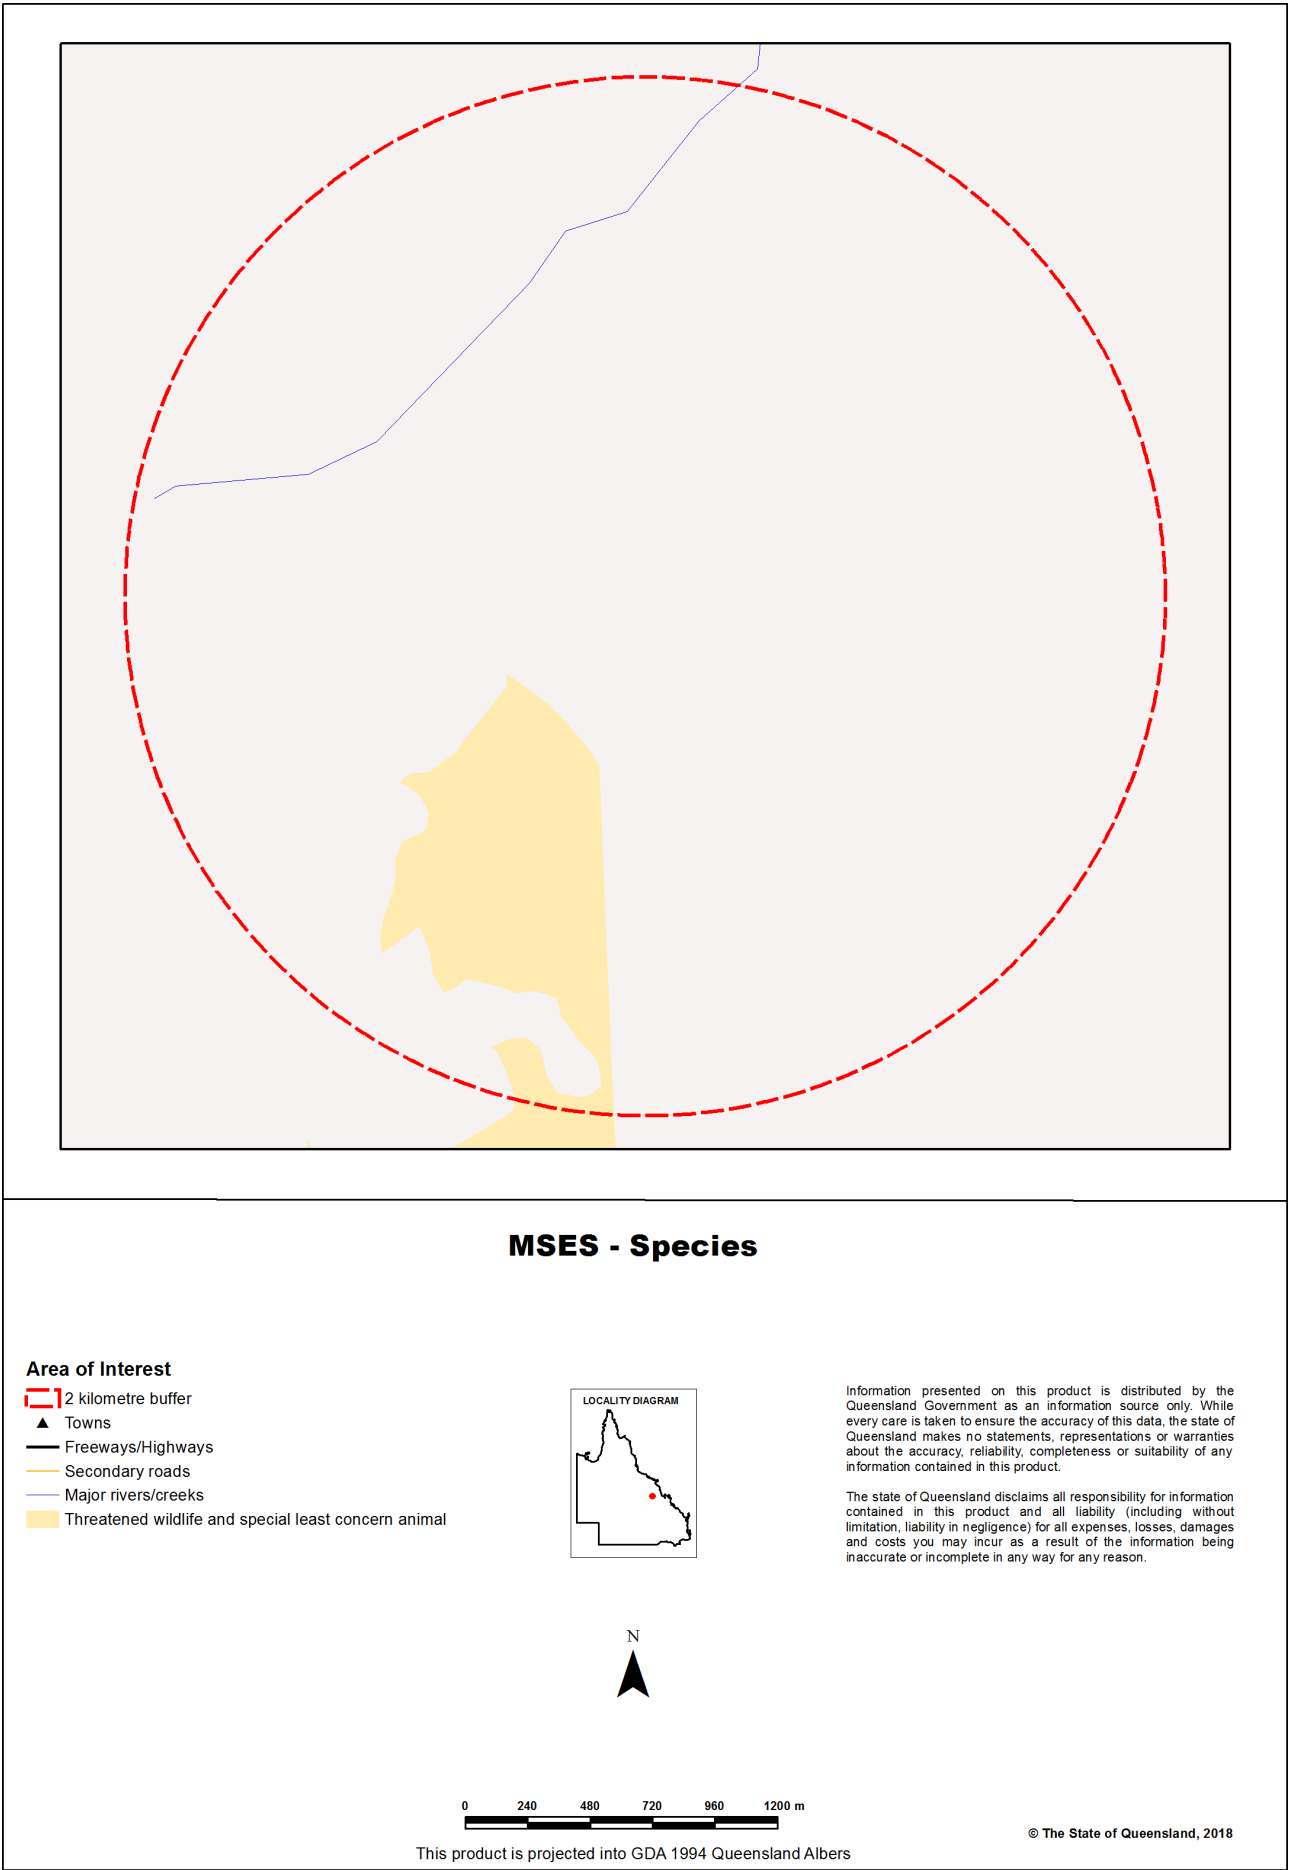 MSES - Species
Area of Interest
2 kilometre buffer
Towns
Freeways/Highways
Secondary roads
Major rivers/creeks
Threatened wildlife and special least concern animal
LOCALITY DIAGRAM
Information presented on this product is distributed by the
Queensland Government as an information source only. While
every care is taken to ensure the accuracy of this data, the state of
Queensland makes no statements, representations or warranties
about the accuracy, reliability, completeness or suitability of any
information contained in this product.
The state of Queensland disclaims all responsibility for information
contained in this product and all liability (including without
limitation, liability in negligence) for all expenses, losses, damages
and costs you may incur as a result of the information being
inaccurate or incomplete in any way for any reason.
N
0 240 480 720 960 1200 m
This product is projected into GDA 1994 Queensland Albers
© The State of Queensland, 2018